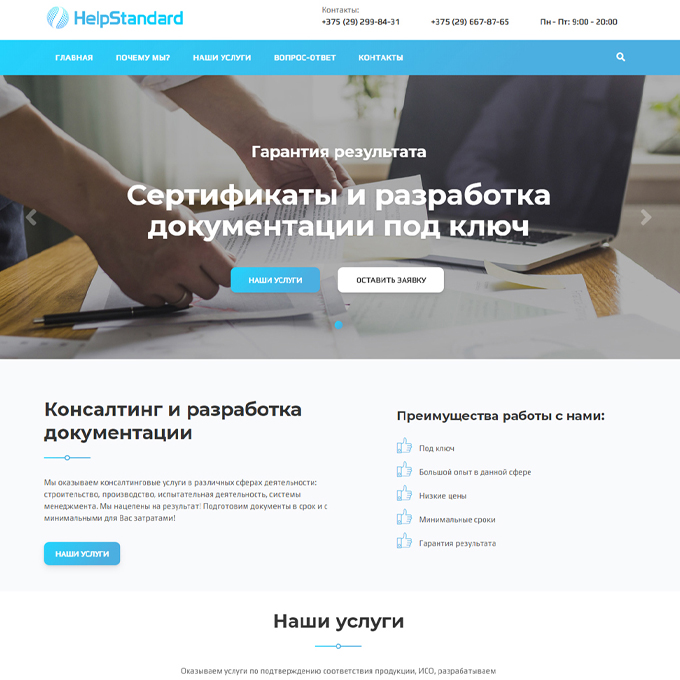 HelpStandard
Контакты:
+375 (29) 299-84-31
+375 (29) 667-87-65
Пн - Пт: 9:00 - 20:00
ГЛАВНАЯ
ПОЧЕМУ МЫ?
НАШИ УСЛУГИ
ВОПРОС-ОТВЕТ
КОНТАКТЫ
Гарантия результата
Сертификаты и разработка
документации под ключ
НАШИ УСЛУГИ
ОСТАВИТЬ ЗАЯВКУ
Консалтинг и разработка
документации
Мы оказываем консалтинговые услуги в различных сферах деятельности:
строительство, производство, испытательная деятельность, системы
менеджмента. Мы нацелены на результат! Подготовим документы в срок и с
минимальными для Вас затратами!
НАШИ УСЛУГИ
Преимущества работы с нами:
Под ключ
Большой опыт в данной сфере
Низкие цены
Минимальные сроки
Гарантия результата
Наши услуги
Оказываем услуги по подтверждению соответствия продукции, ИСО, разрабатываем